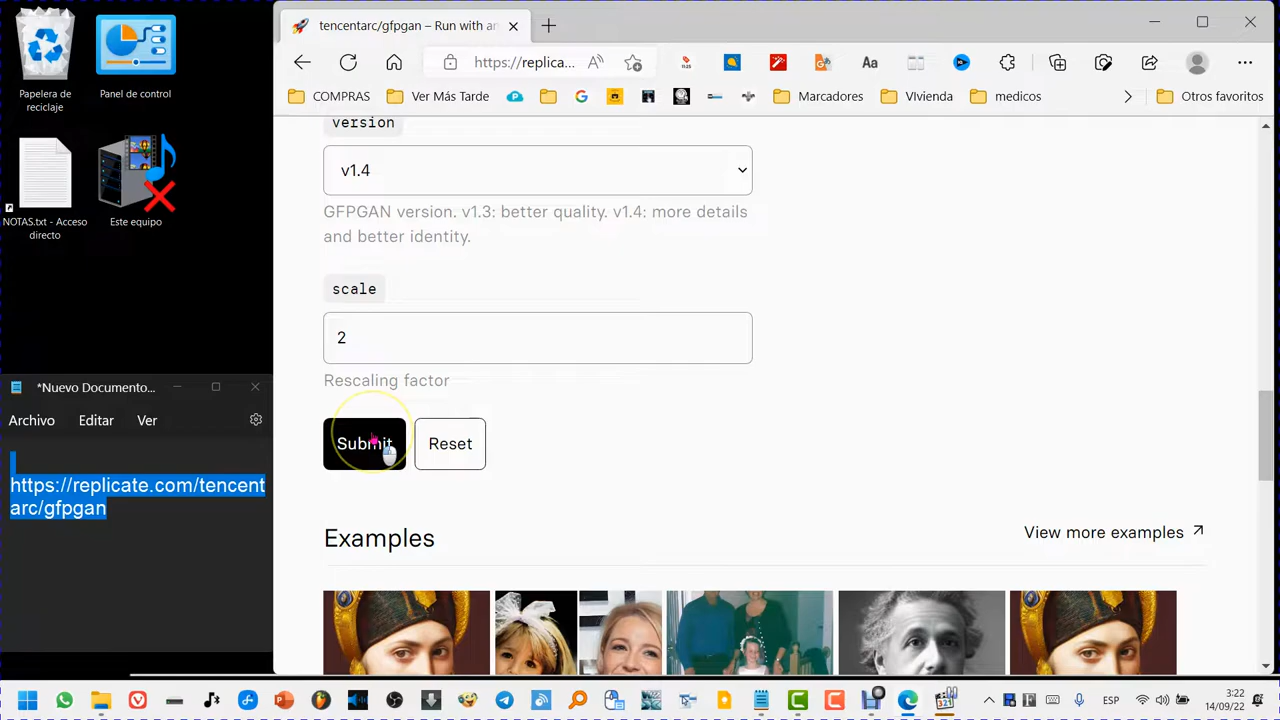 Papelera de
reciclaje
Panel de control
NOTAS.txt - Acceso
directo
Este equipo
tencentarc/gfpgan – Run with an
https://replica...
COMPRAS
Ver Más Tarde
Marcadores
VIvienda
medicos
Otros favoritos
version
v1.4
GFPGAN version. v1.3: better quality. v1.4: more details
and better identity.
scale
2
Rescaling factor
Submit
Reset
Examples
View more examples
*Nuevo Documento...
Archivo
Editar
Ver
https://replicate.com/tencent
arc/gfpgan
ESP
3:22
14/09/22